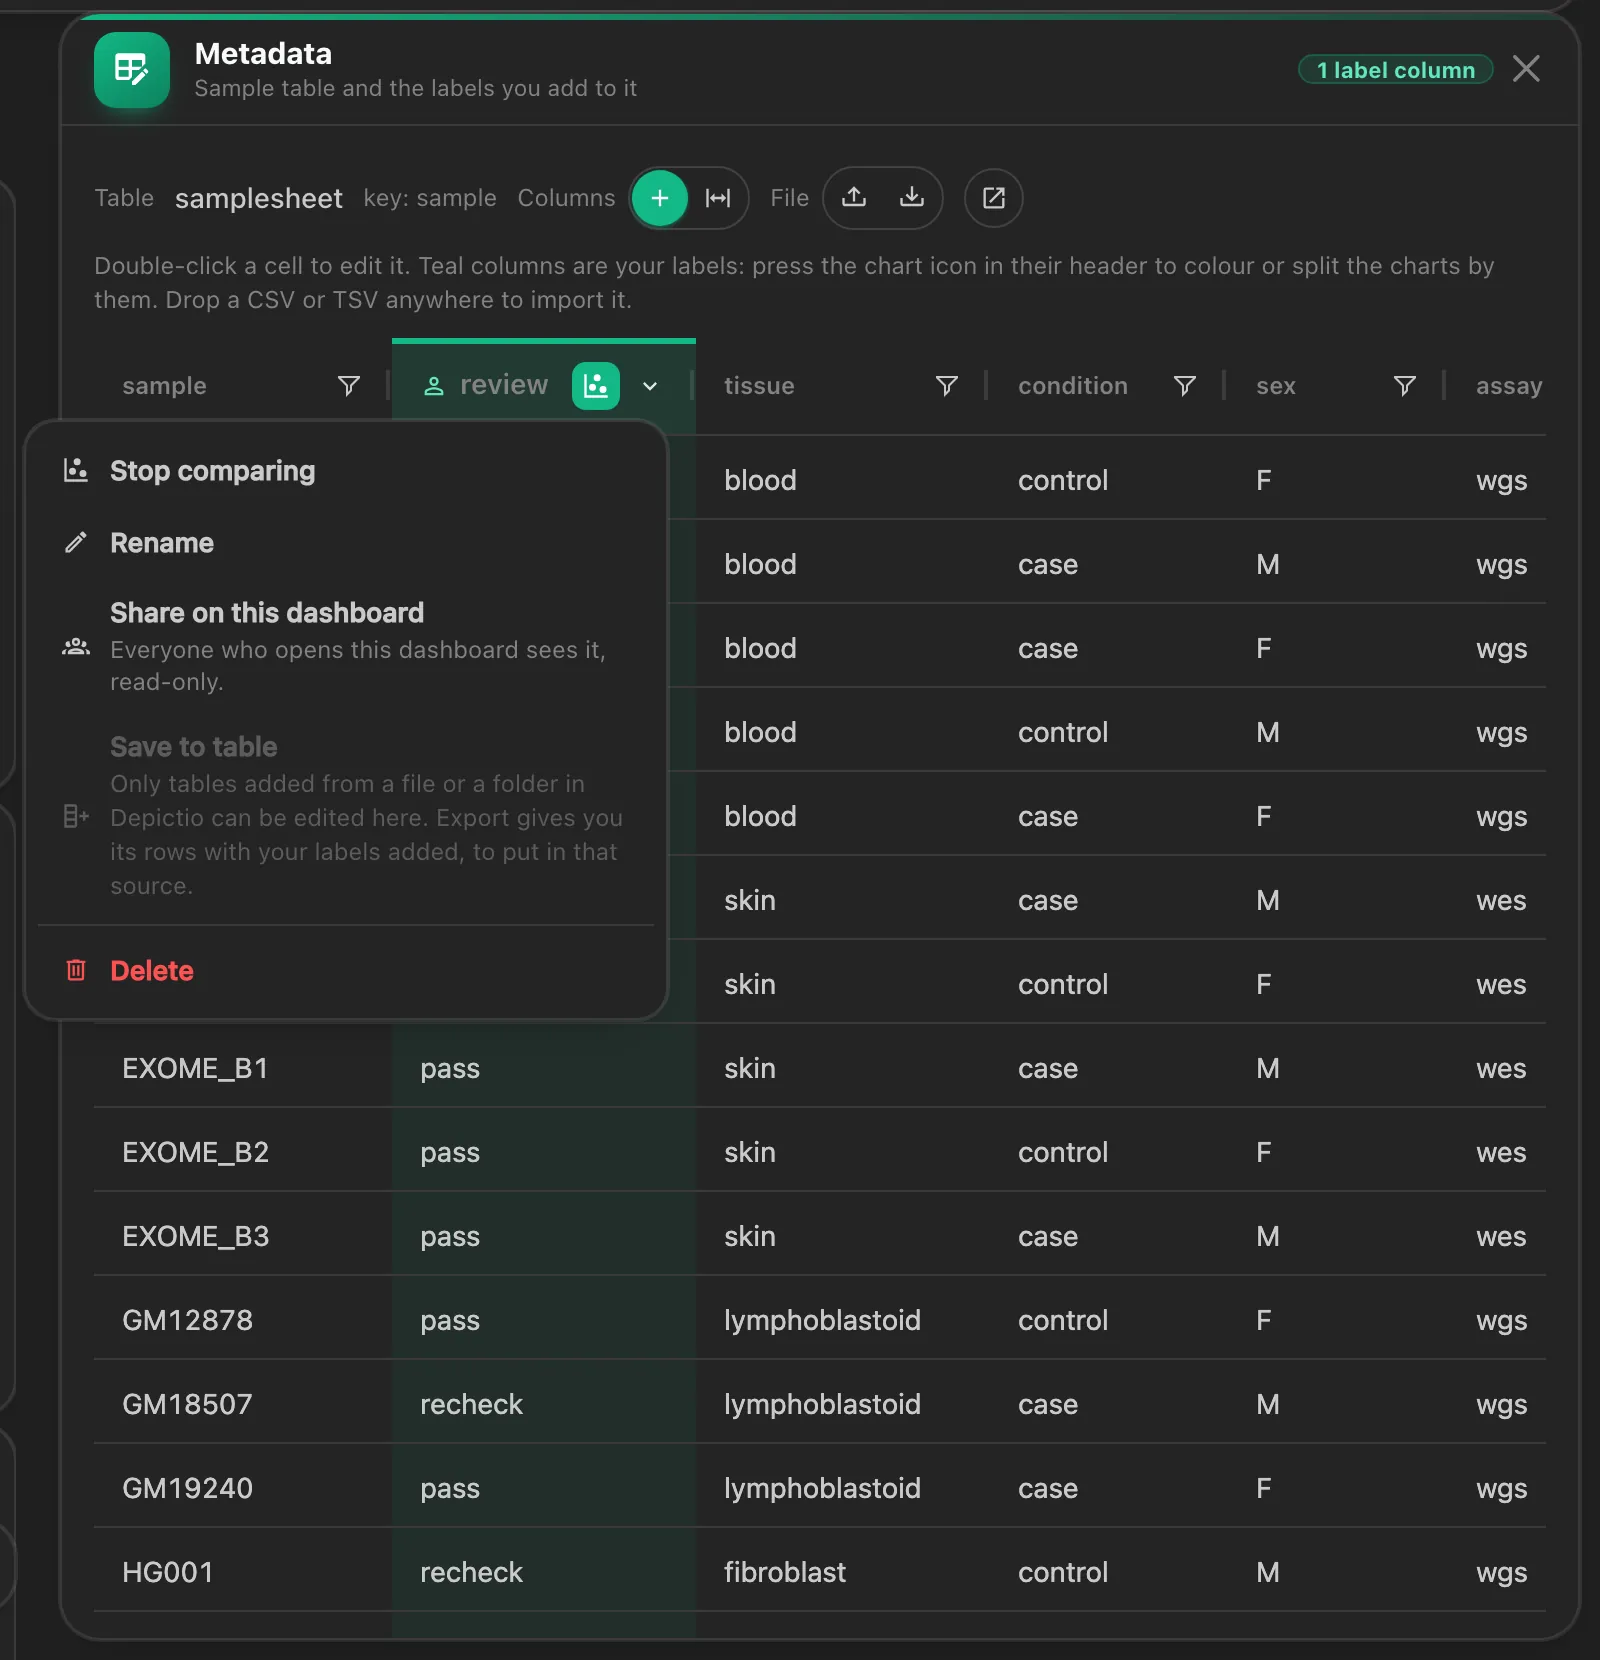 Metadata
Sample table and the labels you add to it
1 label column
Table samplesheet key: sample Columns File
Double-click a cell to edit it. Teal columns are your labels: press the chart icon in their header to colour or split the charts by
them. Drop a CSV or TSV anywhere to import it.
sample review tissue condition sex assay
Stop comparing
Rename
Share on this dashboard
Everyone who opens this dashboard sees it,
read-only.
Save to table
Only tables added from a file or a folder in
Depictio can be edited here. Export gives you
its rows with your labels added, to put in that
source.
Delete
blood control F wgs
blood case M wgs
blood case F wgs
blood control M wgs
blood case F wgs
skin case M wes
skin control F wes
EXOME_B1 pass skin case M wes
EXOME_B2 pass skin control F wes
EXOME_B3 pass skin case M wes
GM12878 pass lymphoblastoid control F wgs
GM18507 recheck lymphoblastoid case M wgs
GM19240 pass lymphoblastoid case F wgs
HG001 recheck fibroblast control M wgs